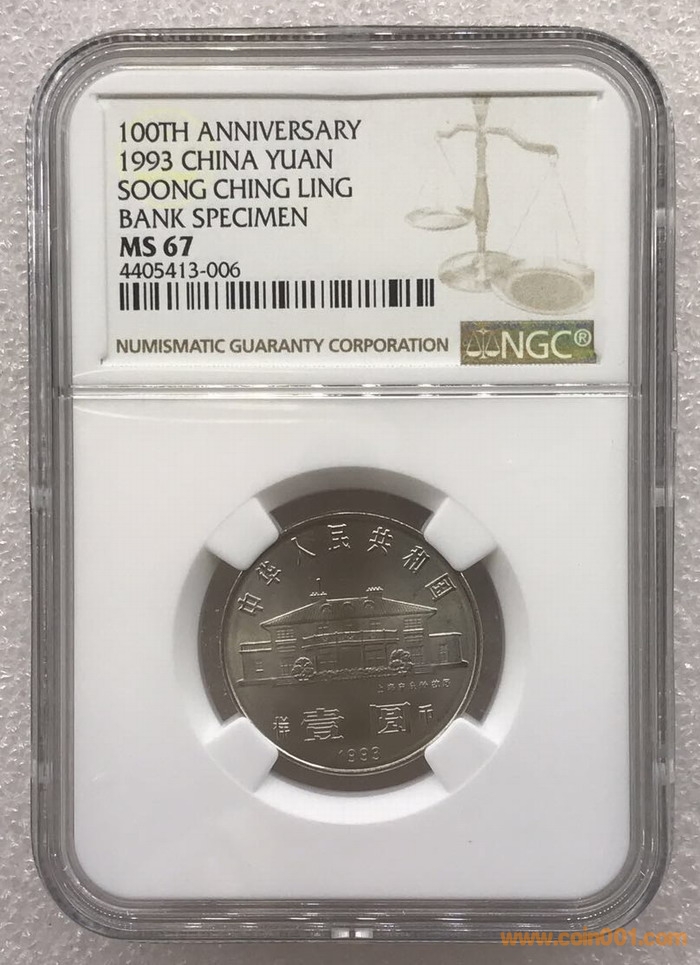 100TH ANNIVERSARY
1993 CHINA YUAN
SOONG CHING LING
BANK SPECIMEN
MS 67
4405413-006
NUMISMATIC GUARANTY CORPORATION
NGC®
中华人民共和国
样 壹 圆 币
1993
www.coin001.com